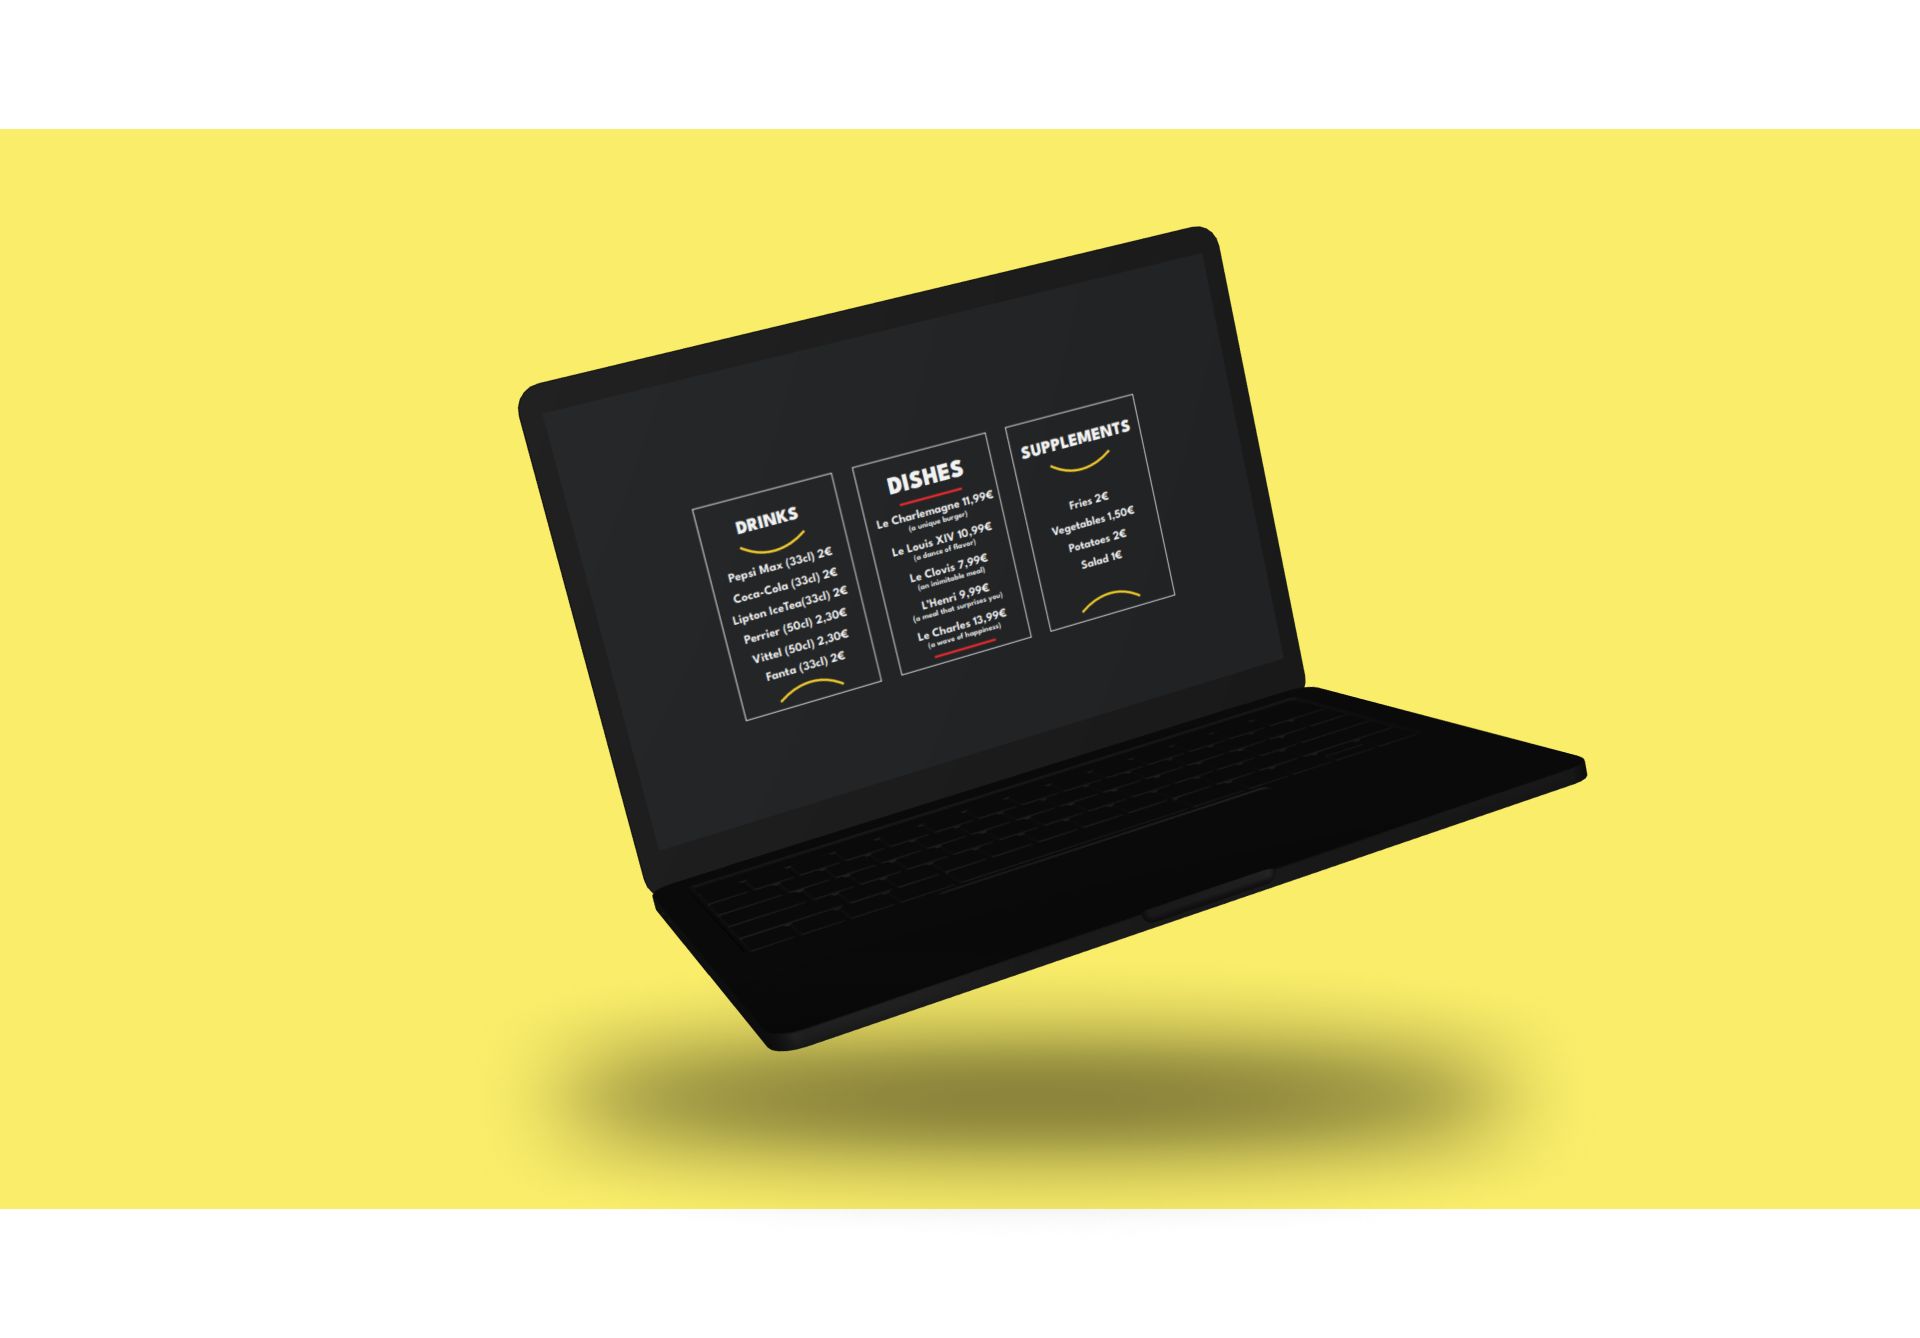 DRINKS
Pepsi Max (33cl) 2€
Coca-Cola (33cl) 2€
Lipton IceTea(33cl) 2€
Perrier (50cl) 2,30€
Vittel (50cl) 2,30€
Fanta (33cl) 2€
DISHES
Le Charlemagne 11,99€
(a unique burger)
Le Louis XIV 10,99€
(a dance of flavor)
Le Clovis 7,99€
(an inimitable meal)
L'Henri 9,99€
(a meal that surprises you)
Le Charles 13,99€
(a wave of happiness)
SUPPLEMENTS
Fries 2€
Vegetables 1,50€
Potatoes 2€
Salad 1€